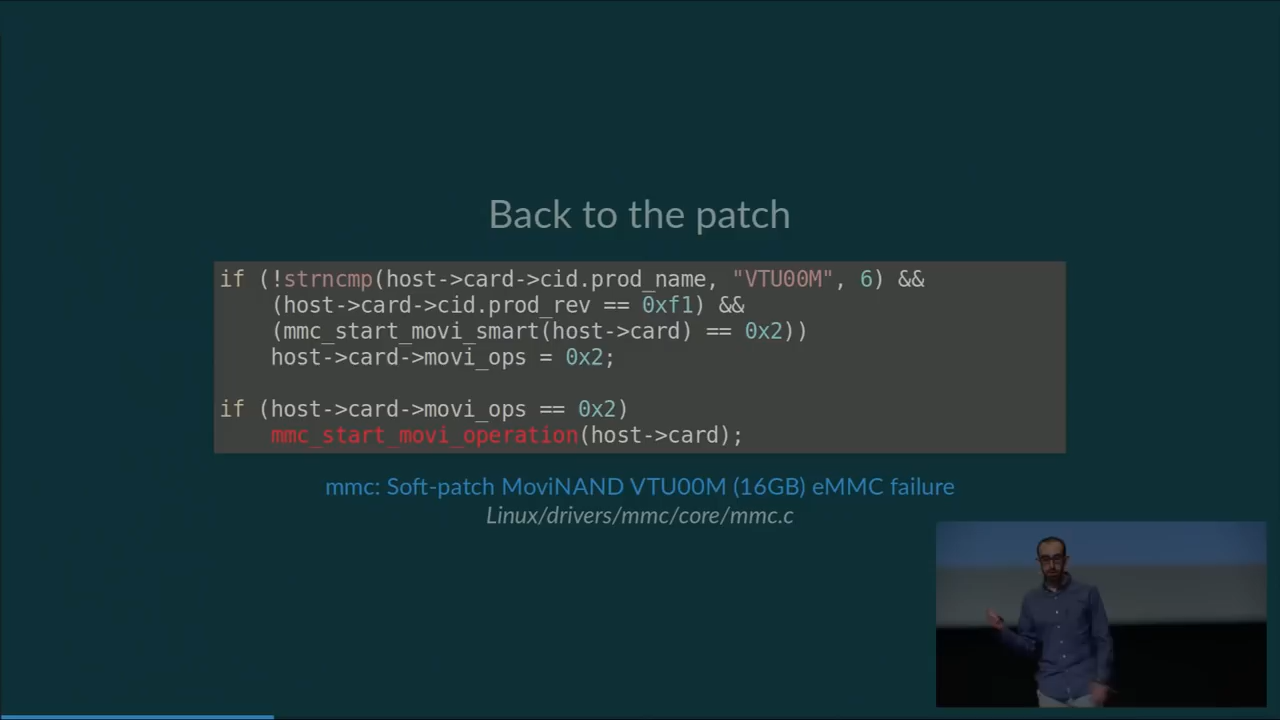 Back to the patch
if (!strncmp(host->card->cid.prod_name, "VTU00M", 6) &&
    (host->card->cid.prod_rev == 0xf1) &&
    (mmc_start_movi_smart(host->card) == 0x2))
    host->card->movi_ops = 0x2;
if (host->card->movi_ops == 0x2)
    mmc_start_movi_operation(host->card);
mmc: Soft-patch MoviNAND VTU00M (16GB) eMMC failure
Linux/drivers/mmc/core/mmc.c